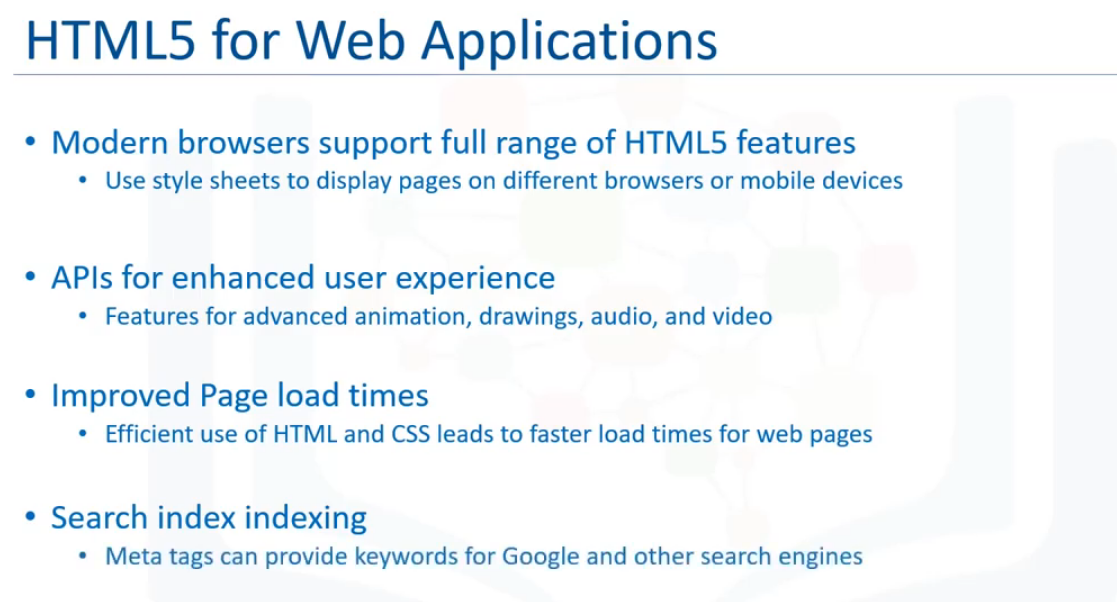 HTML5 for Web Applications
• Modern browsers support full range of HTML5 features
• Use style sheets to display pages on different browsers or mobile devices
• APIs for enhanced user experience
• Features for advanced animation, drawings, audio, and video
• Improved Page load times
• Efficient use of HTML and CSS leads to faster load times for web pages
• Search index indexing
• Meta tags can provide keywords for Google and other search engines